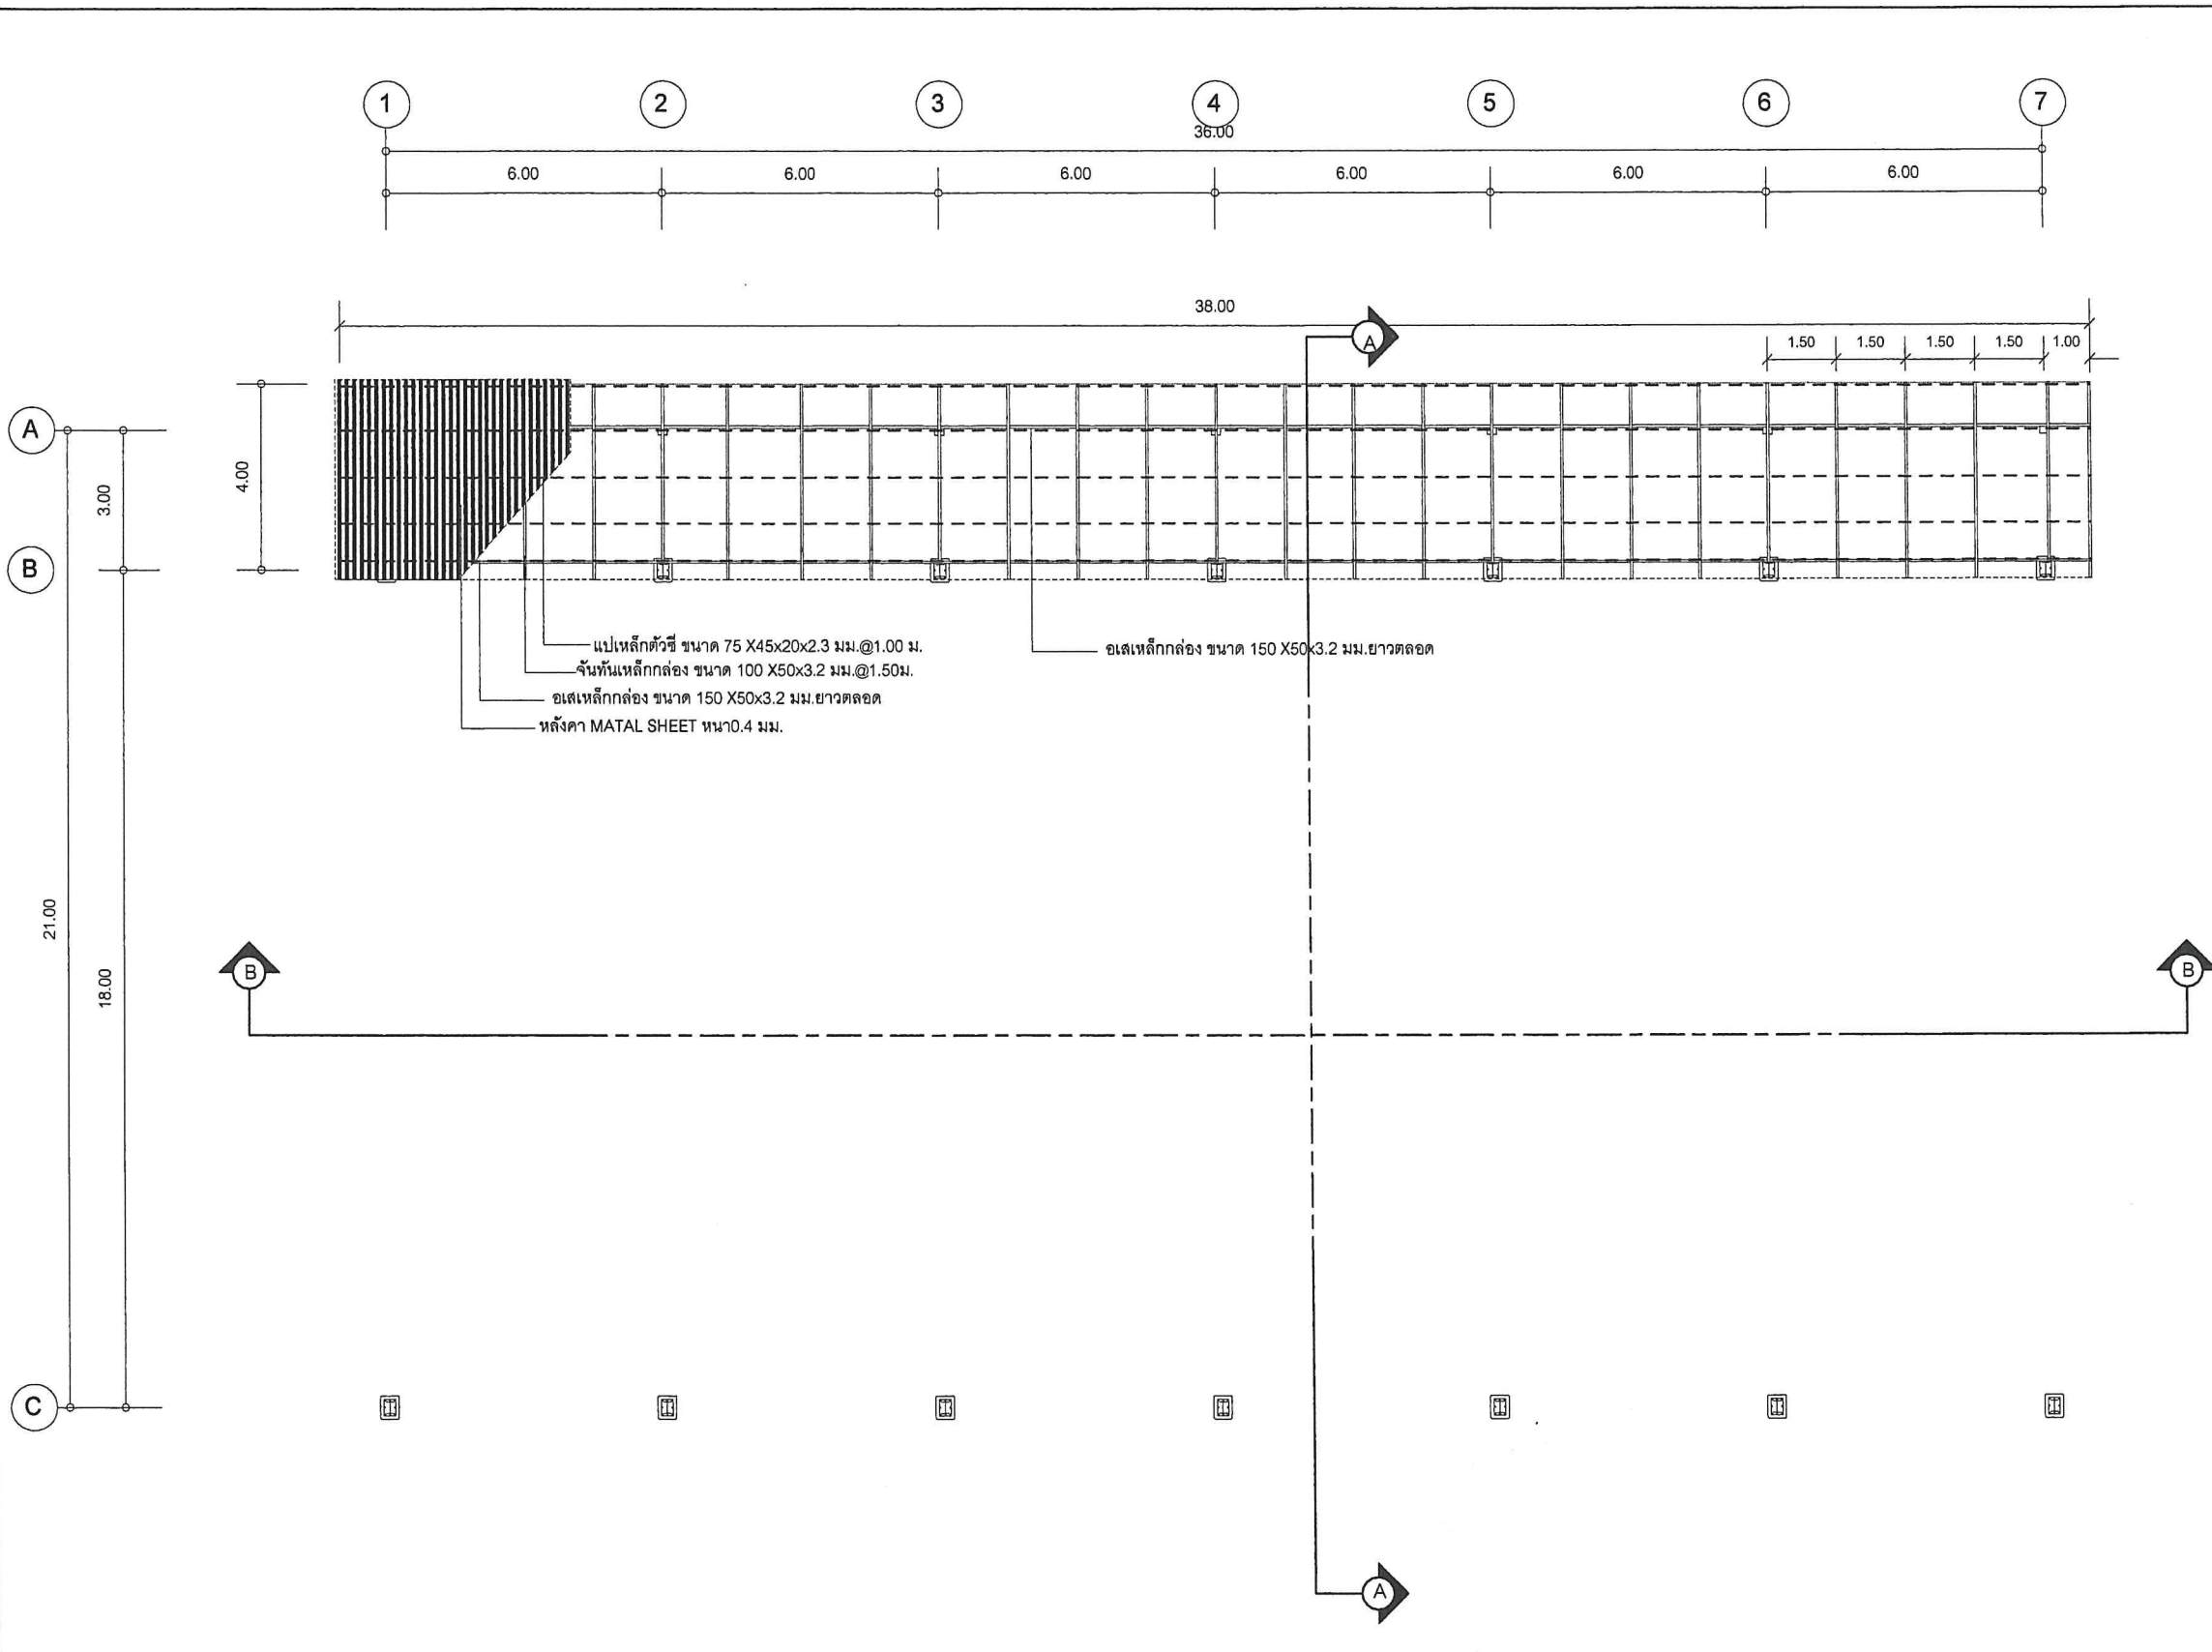 1 2 3 4 5 6 7
36.00
6.00 6.00 6.00 6.00 6.00 6.00
38.00
A
1.50 1.50 1.50 1.50 1.00
A
4.00
3.00
B
แปเหล็กตัวซี ขนาด 75 X45x20x2.3 มม.@1.00 ม.
จันทันเหล็กกล่อง ขนาด 100 X50x3.2 มม.@1.50ม.
อเสเหล็กกล่อง ขนาด 150 X50x3.2 มม.ยาวตลอด
หลังคา MATAL SHEET หนา0.4 มม.
อเสเหล็กกล่อง ขนาด 150 X50x3.2 มม.ยาวตลอด
21.00
18.00
B
B
C
A